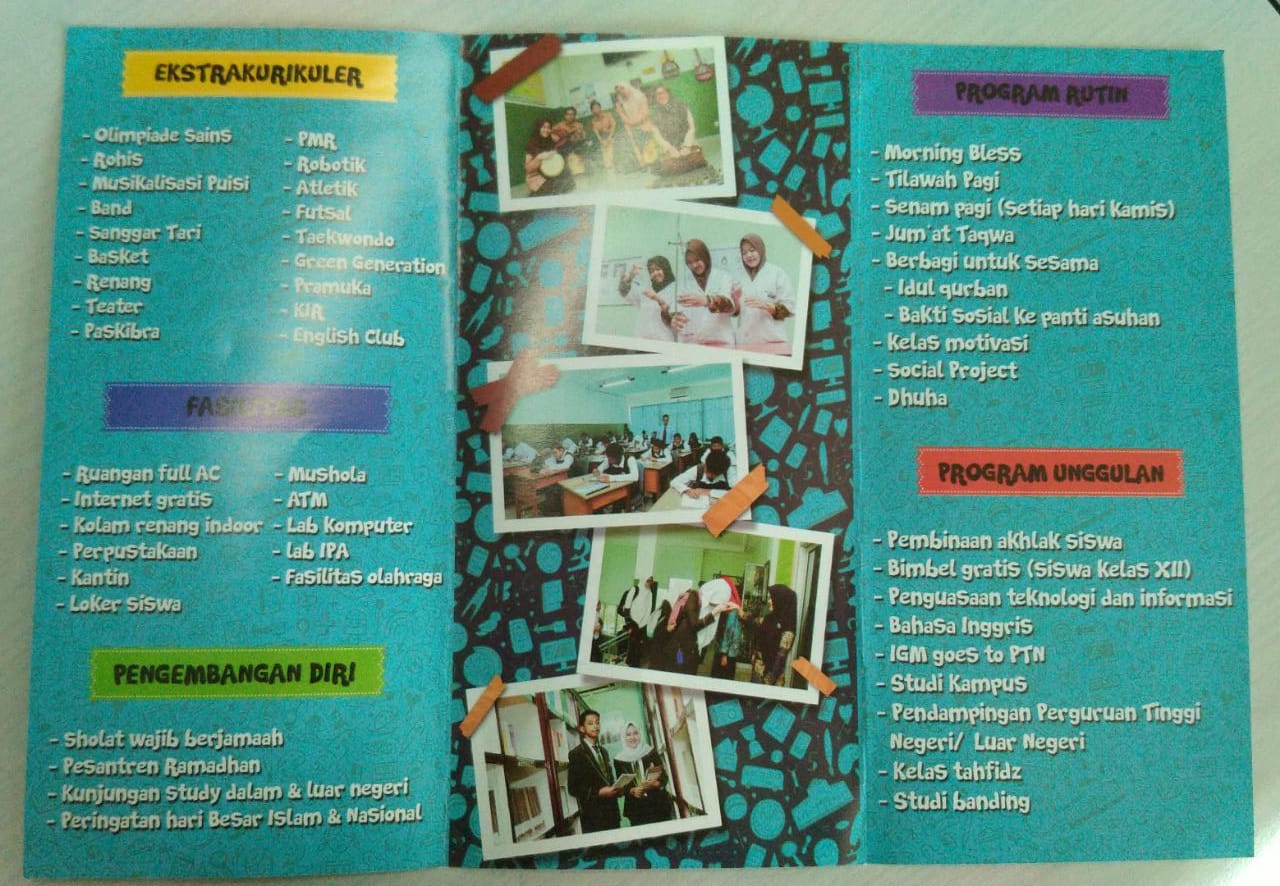 EKSTRAKURIKULER
- Olimpiade Sains
- Rohis
- Musikalisasi Puisi
- Band
- Sanggar Tari
- Basket
- Renang
- Teater
- Paskibra
- PMR
- Robotik
- Atletik
- Futsal
- Taekwondo
- Green Generation
- Pramuka
- KIR
- English Club
FASILITAS
- Ruangan full AC
- Internet gratis
- Kolam renang indoor
- Perpustakaan
- Kantin
- Loker siswa
- Mushola
- ATM
- Lab Komputer
- lab IPA
- Fasilitas olahraga
PENGEMBANGAN DIRI
- Sholat wajib berjamaah
- Pesantren Ramadhan
- Kunjungan study dalam & luar negeri
- Peringatan hari Besar Islam & Nasional
PROGRAM RUTIN
- Morning Bless
- Tilawah Pagi
- Senam pagi (setiap hari Kamis)
- Jum'at Taqwa
- Berbagi untuk sesama
- Idul qurban
- Bakti Sosial ke panti asuhan
- Kelas motivasi
- Social Project
- Dhuha
PROGRAM UNGGULAN
- Pembinaan akhlak siswa
- Bimbel gratis (siswa kelas XII)
- Penguasaan teknologi dan informasi
- Bahasa Inggris
- IGM goes to PTN
- Studi Kampus
- Pendampingan Perguruan Tinggi
Negeri/ Luar Negeri
- Kelas tahfidz
- Studi banding